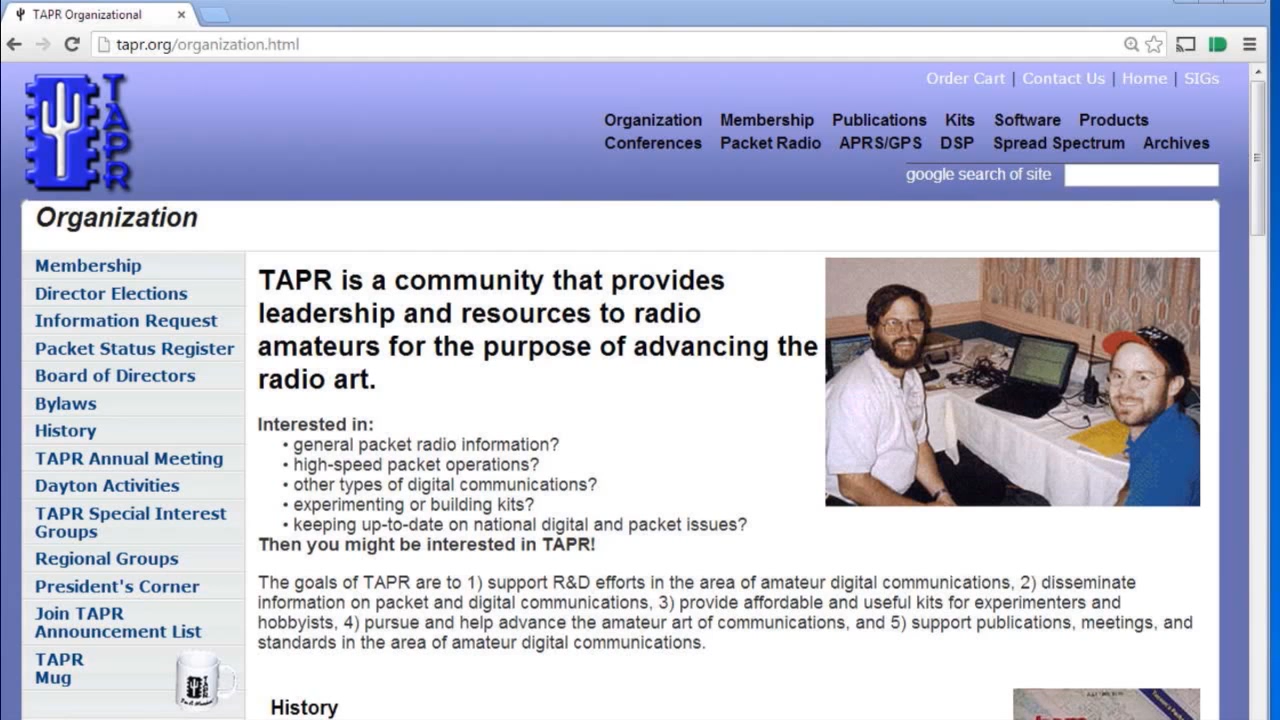 TAPR Organizational
tapr.org/organization.html
TAPR
Order Cart | Contact Us | Home | SIGs
Organization Membership Publications Kits Software Products
Conferences Packet Radio APRS/GPS DSP Spread Spectrum Archives
google search of site
Organization
Membership
Director Elections
Information Request
Packet Status Register
Board of Directors
Bylaws
History
TAPR Annual Meeting
Dayton Activities
TAPR Special Interest
Groups
Regional Groups
President's Corner
Join TAPR
Announcement List
TAPR
Mug
TAPR
TAPR is a community that provides
leadership and resources to radio
amateurs for the purpose of advancing the
radio art.
Interested in:
• general packet radio information?
• high-speed packet operations?
• other types of digital communications?
• experimenting or building kits?
• keeping up-to-date on national digital and packet issues?
Then you might be interested in TAPR!
The goals of TAPR are to 1) support R&D efforts in the area of amateur digital communications, 2) disseminate
information on packet and digital communications, 3) provide affordable and useful kits for experimenters and
hobbyists, 4) pursue and help advance the amateur art of communications, and 5) support publications, meetings, and
standards in the area of amateur digital communications.
History